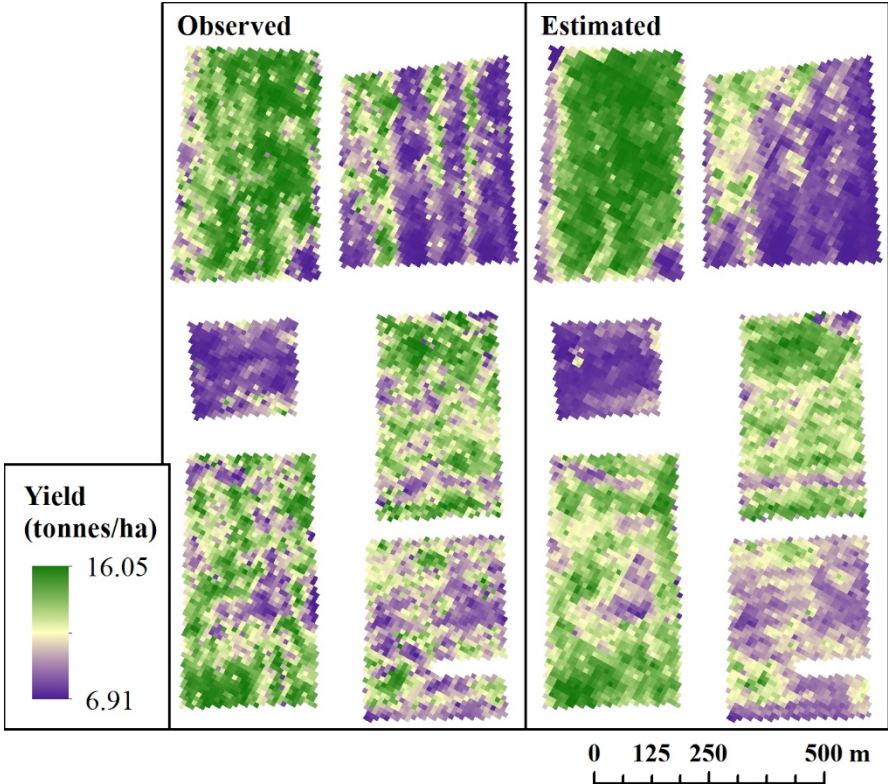 Observed
Estimated
Yield
(tonnes/ha)
16.05
6.91
0 125 250 500 m